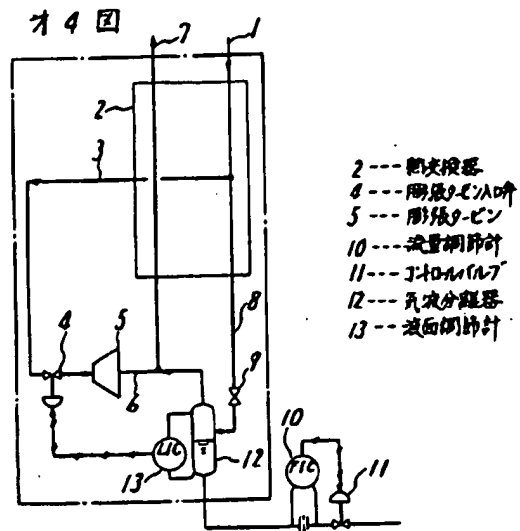 才4図
7
1
2
3
4
5
6
8
9
LIC
13
12
10
FIC
11
2---熱交換器
4---膨張タービン入口弁
5---膨張タービン
10---流量調節計
11---コントロールバルブ
12---気液分離器
13---液面調節計